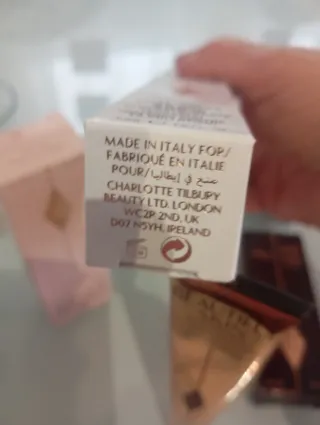 MADE IN ITALY FOR/
FABRIQUÉ EN ITALIE
POUR/ صنع في إيطاليا
CHARLOTTE TILBURY
BEAUTY LTD. LONDON
WC2R 2ND, UK
D07 N5YH, IRELAND